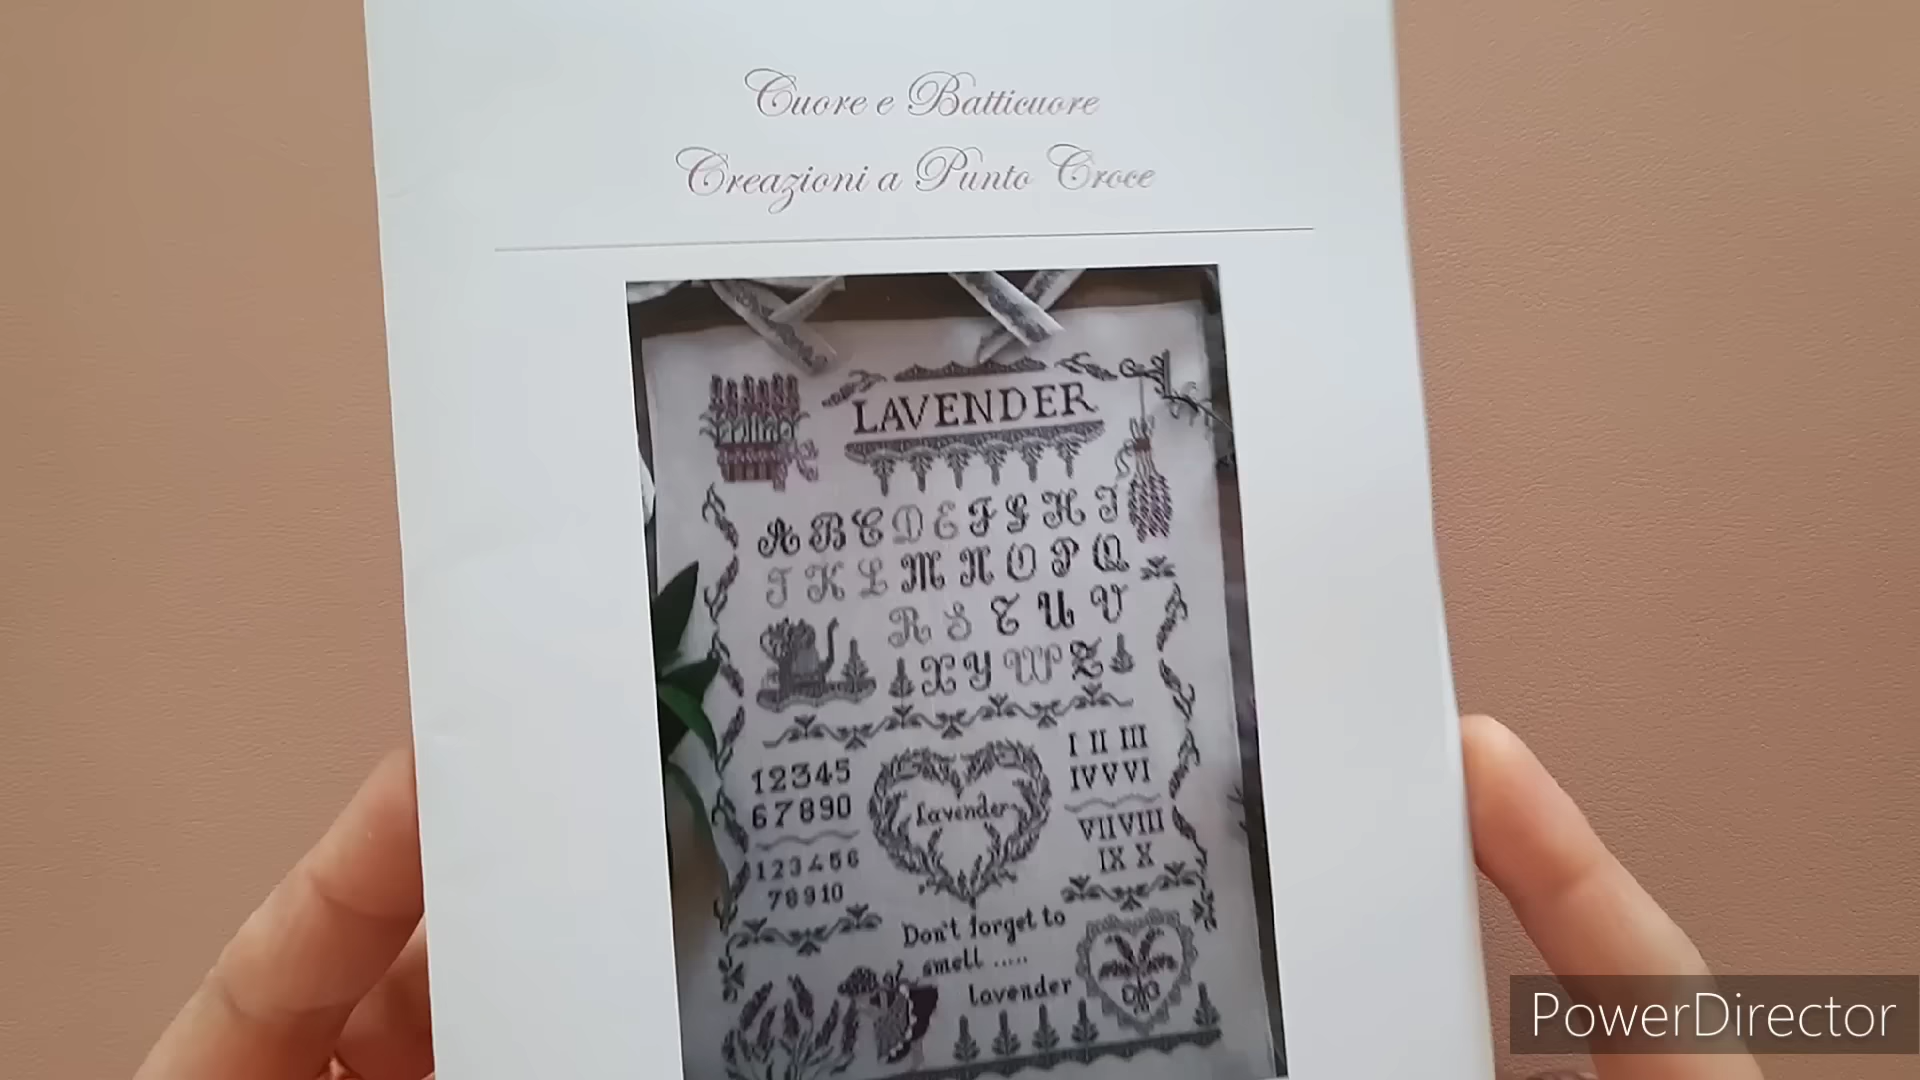 Cuore e Batticuore
Creazioni a Punto Croce
LAVENDER
A B C D E F G H I
J K L M N O P Q
R S T U V
X Y W Z
12345
67890
123456
78910
Lavender
I II III
IV V VI
VII VIII
IX X
Don't forget to
smell .....
lavender
PowerDirector